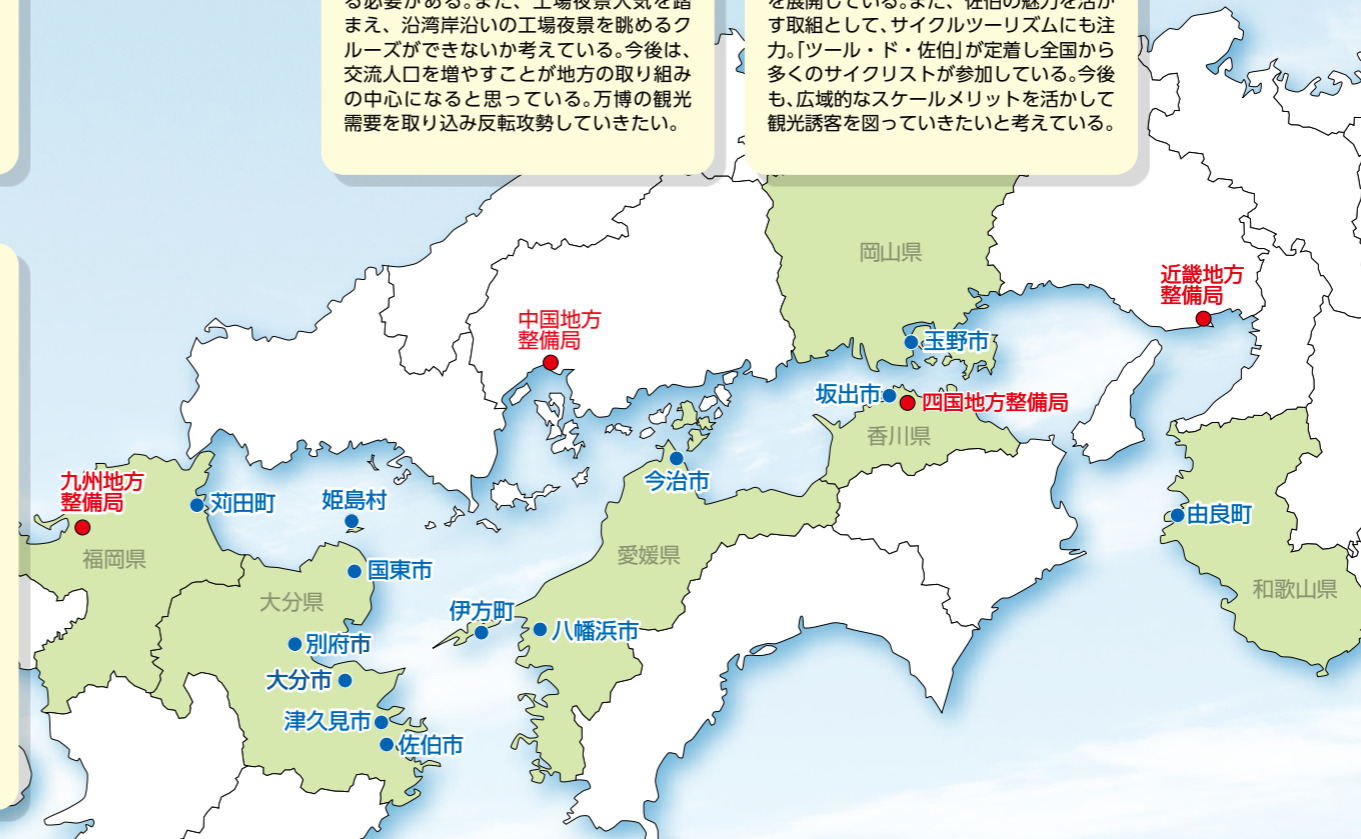 る必要がある。また、工場夜景人気を踏
まえ、沿湾岸沿いの工場夜景を眺めるク
ルーズができないか考えている。今後は、
交流人口を増やすことが地方の取り組み
の中心になると思っている。万博の観光
需要を取り込み反転攻勢していきたい。
を展開している。また、佐伯の魅力を活か
す取組として、サイクルツーリズムにも注
力。「ツール・ド・佐伯」が定着し全国から
多くのサイクリストが参加している。今後
も、広域的なスケールメリットを活かして
観光誘客を図っていきたいと考えている。
岡山県
近畿地方
整備局
中国地方
整備局
玉野市
坂出市
四国地方整備局
香川県
今治市
九州地方
整備局
苅田町
姫島村
由良町
福岡県
愛媛県
国東市
和歌山県
大分県
伊方町
八幡浜市
別府市
大分市
津久見市
佐伯市